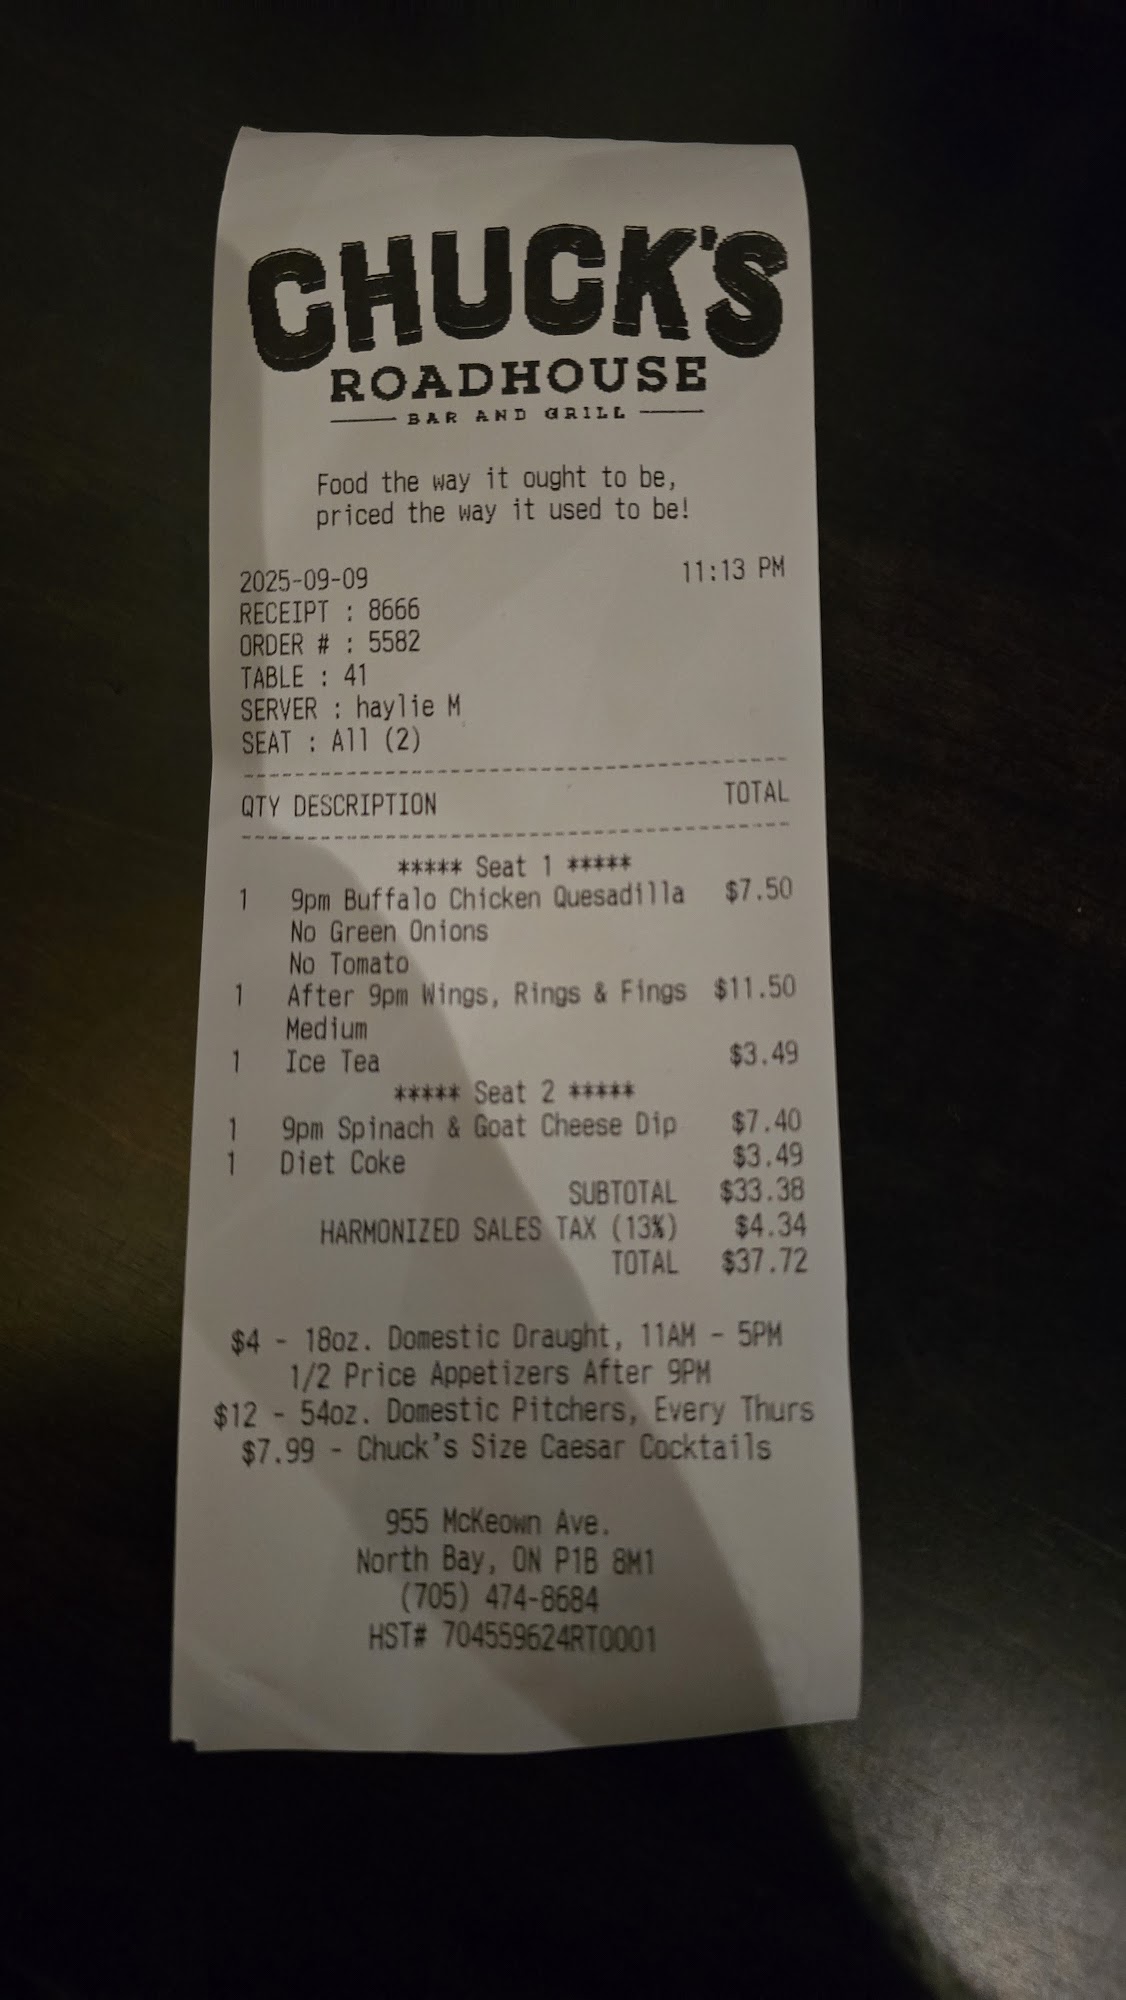 CHUCK'S
ROADHOUSE
BAR AND GRILL
Food the way it ought to be,
priced the way it used to be!
2025-09-09 11:13 PM
RECEIPT : 8666
ORDER # : 5582
TABLE : 41
SERVER : haylie M
SEAT : All (2)
QTY DESCRIPTION TOTAL
***** Seat 1 *****
1 9pm Buffalo Chicken Quesadilla $7.50
No Green Onions
No Tomato
1 After 9pm Wings, Rings & Fings $11.50
Medium
1 Ice Tea $3.49
***** Seat 2 *****
1 9pm Spinach & Goat Cheese Dip $7.40
1 Diet Coke $3.49
SUBTOTAL $33.38
HARMONIZED SALES TAX (13%) $4.34
TOTAL $37.72
$4 - 18oz. Domestic Draught, 11AM - 5PM
1/2 Price Appetizers After 9PM
$12 - 54oz. Domestic Pitchers, Every Thurs
$7.99 - Chuck's Size Caesar Cocktails
955 McKeown Ave.
North Bay, ON P1B 8M1
(705) 474-8684
HST# 704559624RT0001